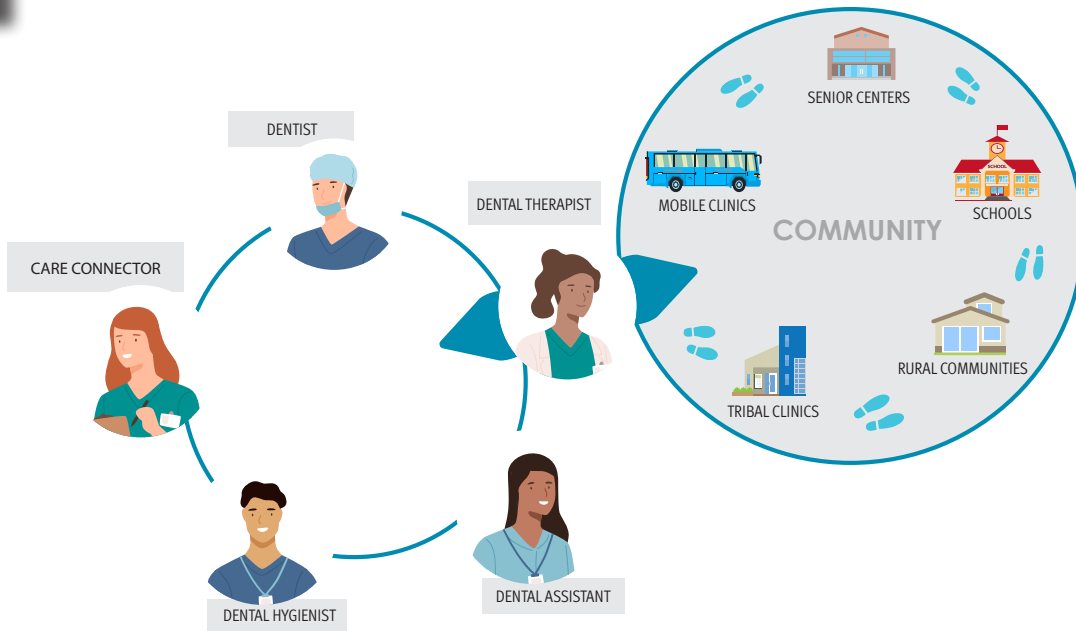 SENIOR CENTERS
DENTIST
SCHOOL
MOBILE CLINICS
DENTAL THERAPIST
SCHOOLS
COMMUNITY
CARE CONNECTOR
RURAL COMMUNITIES
TRIBAL CLINICS
DENTAL ASSISTANT
DENTAL HYGIENIST